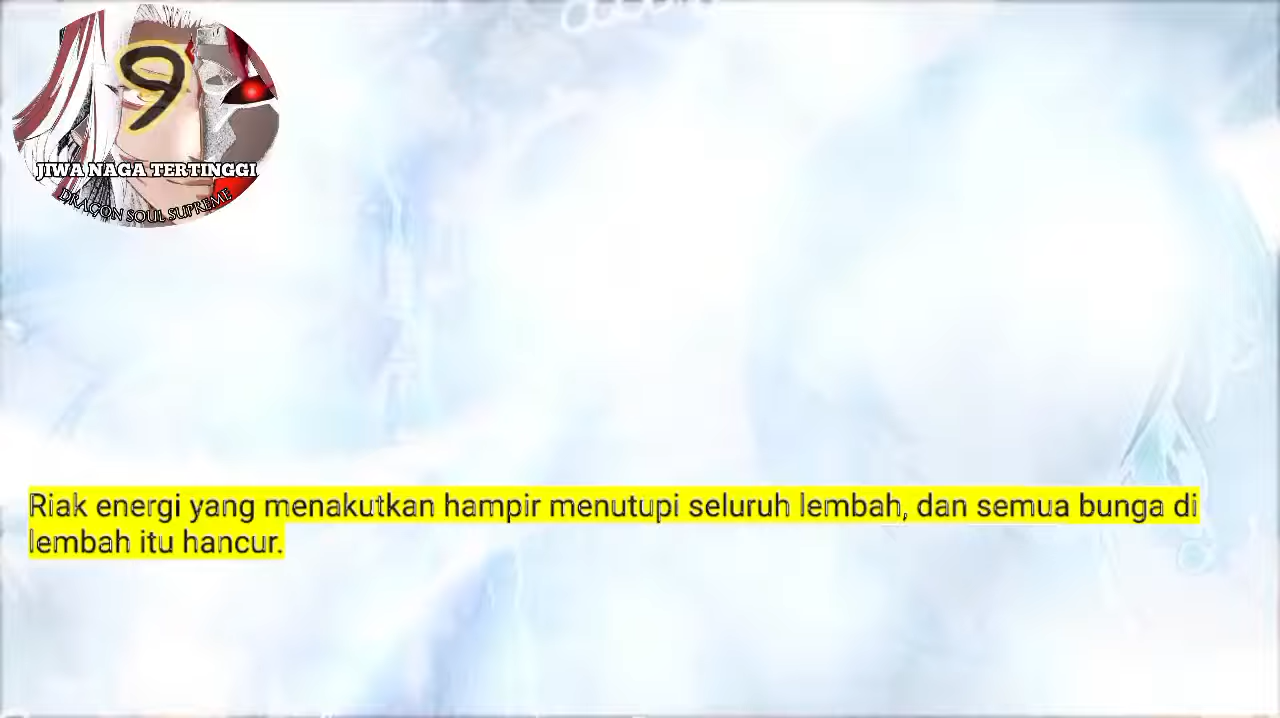 9
JIWA NAGA TERTINGGI
DRAGON SOUL SUPREME
Riak energi yang menakutkan hampir menutupi seluruh lembah, dan semua bunga di
lembah itu hancur.